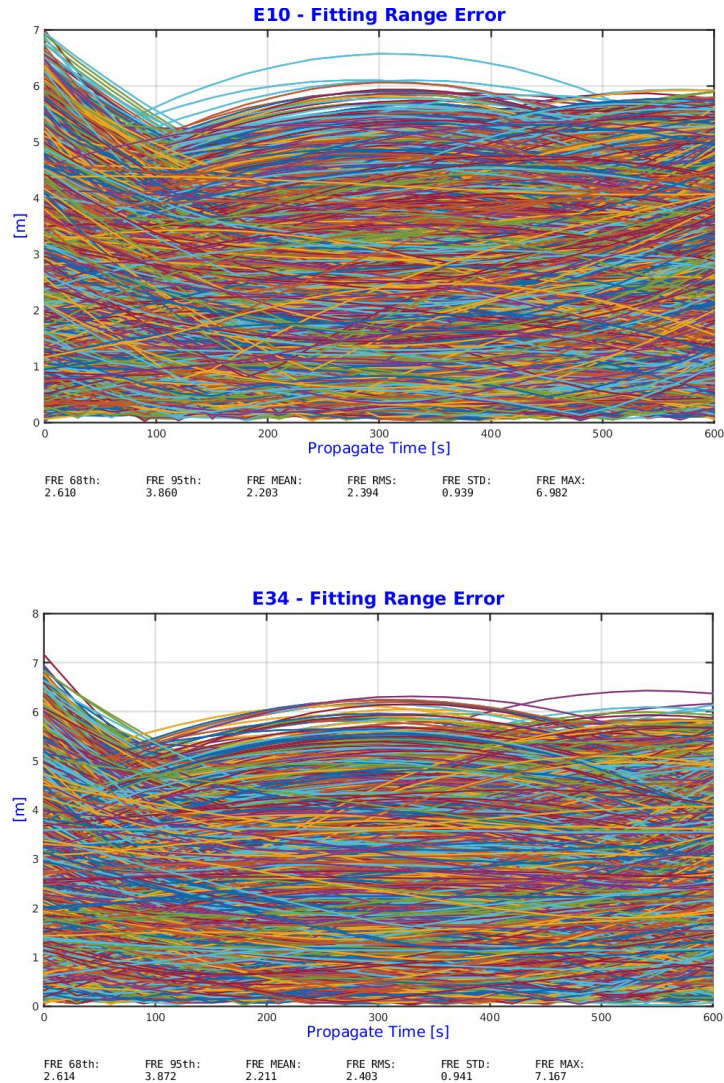 E10 - Fitting Range Error
7
6
5
4
3
2
1
0
[m]
0 100 200 300 400 500 600
Propagate Time [s]
FRE 68th: FRE 95th: FRE MEAN: FRE RMS: FRE STD: FRE MAX:
2.610 3.860 2.203 2.394 0.939 6.982
E34 - Fitting Range Error
8
7
6
5
4
3
2
1
0
[m]
0 100 200 300 400 500 600
Propagate Time [s]
FRE 68th: FRE 95th: FRE MEAN: FRE RMS: FRE STD: FRE MAX:
2.614 3.872 2.211 2.403 0.941 7.167